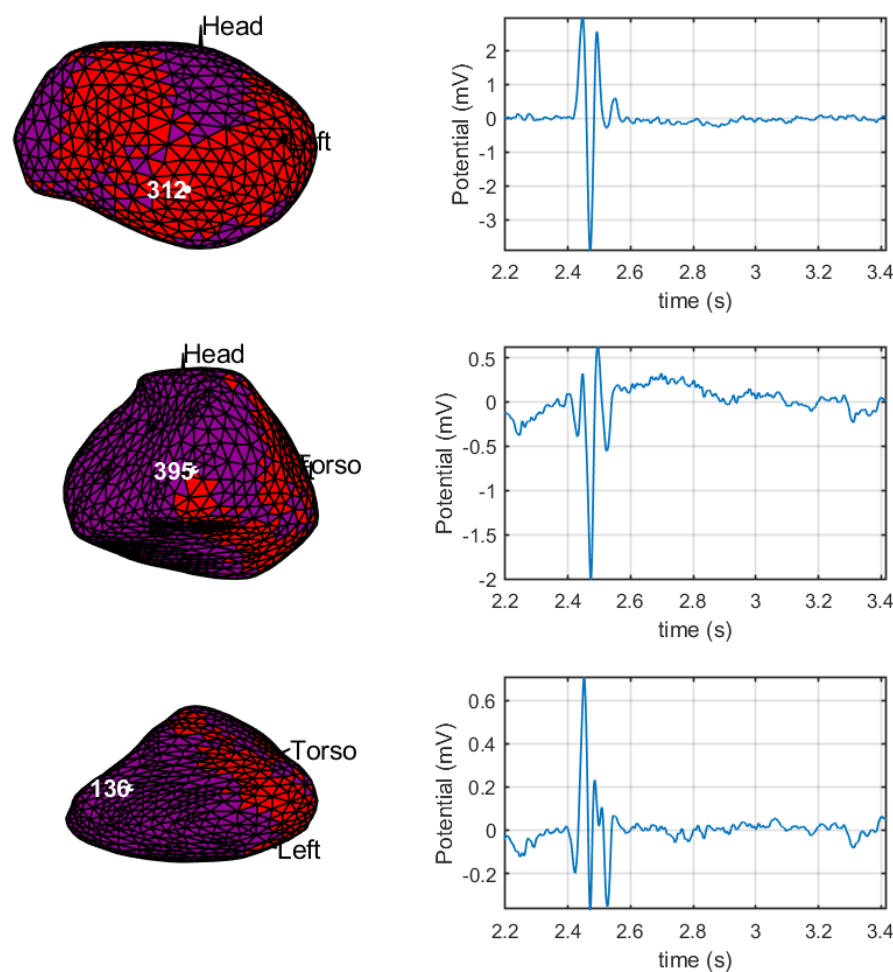 Head
Left
312
Potential (mV)
2
1
0
-1
-2
-3
2.2 2.4 2.6 2.8 3 3.2 3.4
time (s)
Head
Torso
395
Potential (mV)
0.5
0
-0.5
-1
-1.5
-2
2.2 2.4 2.6 2.8 3 3.2 3.4
time (s)
Torso
136
Left
Potential (mV)
0.6
0.4
0.2
0
-0.2
2.2 2.4 2.6 2.8 3 3.2 3.4
time (s)